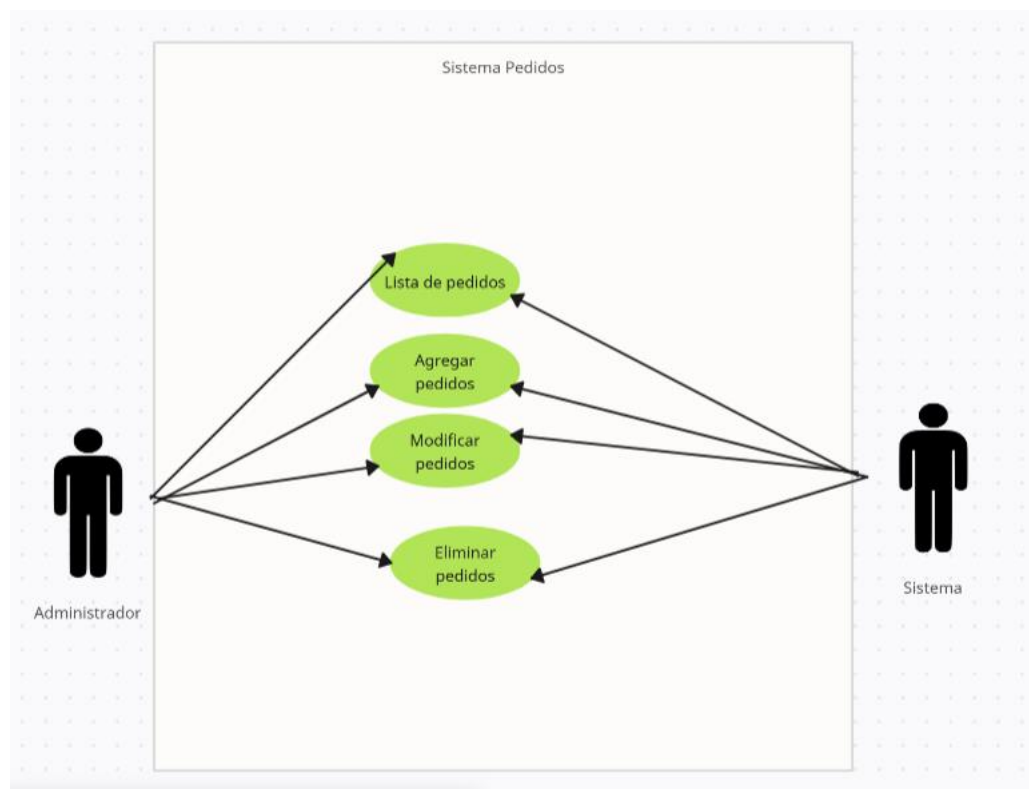 Sistema Pedidos
Lista de pedidos
Agregar
pedidos
Modificar
pedidos
Eliminar
pedidos
Administrador
Sistema